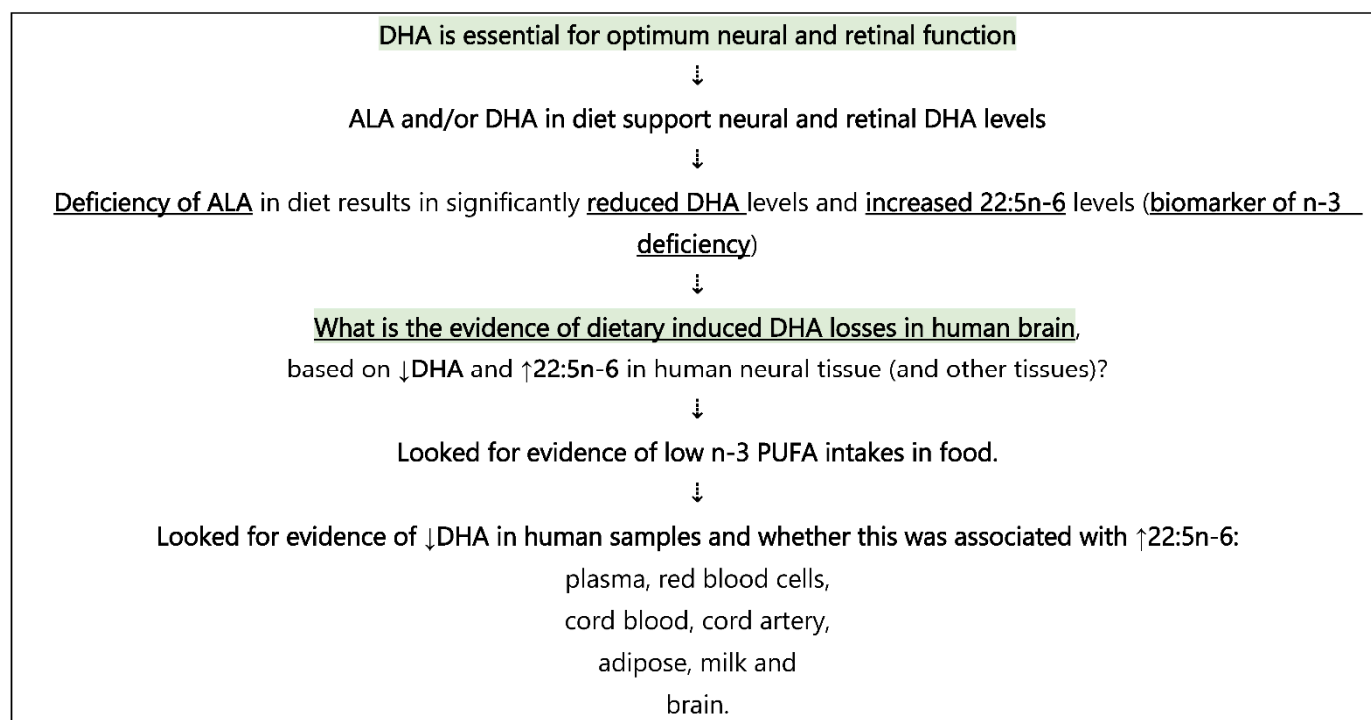 DHA is essential for optimum neural and retinal function
⇣
ALA and/or DHA in diet support neural and retinal DHA levels
⇣
Deficiency of ALA in diet results in significantly reduced DHA levels and increased 22:5n-6 levels (biomarker of n-3
deficiency)
⇣
What is the evidence of dietary induced DHA losses in human brain,
based on ↓DHA and ↑22:5n-6 in human neural tissue (and other tissues)?
⇣
Looked for evidence of low n-3 PUFA intakes in food.
⇣
Looked for evidence of ↓DHA in human samples and whether this was associated with ↑22:5n-6:
plasma, red blood cells,
cord blood, cord artery,
adipose, milk and
brain.